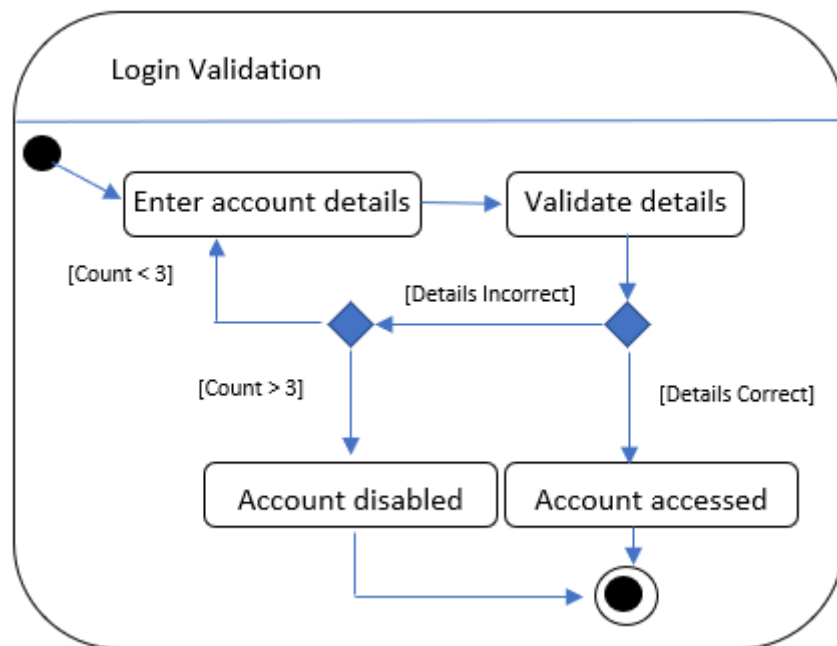 Login Validation
Enter account details
Validate details
[Count < 3]
[Details Incorrect]
[Count > 3]
[Details Correct]
Account disabled
Account accessed